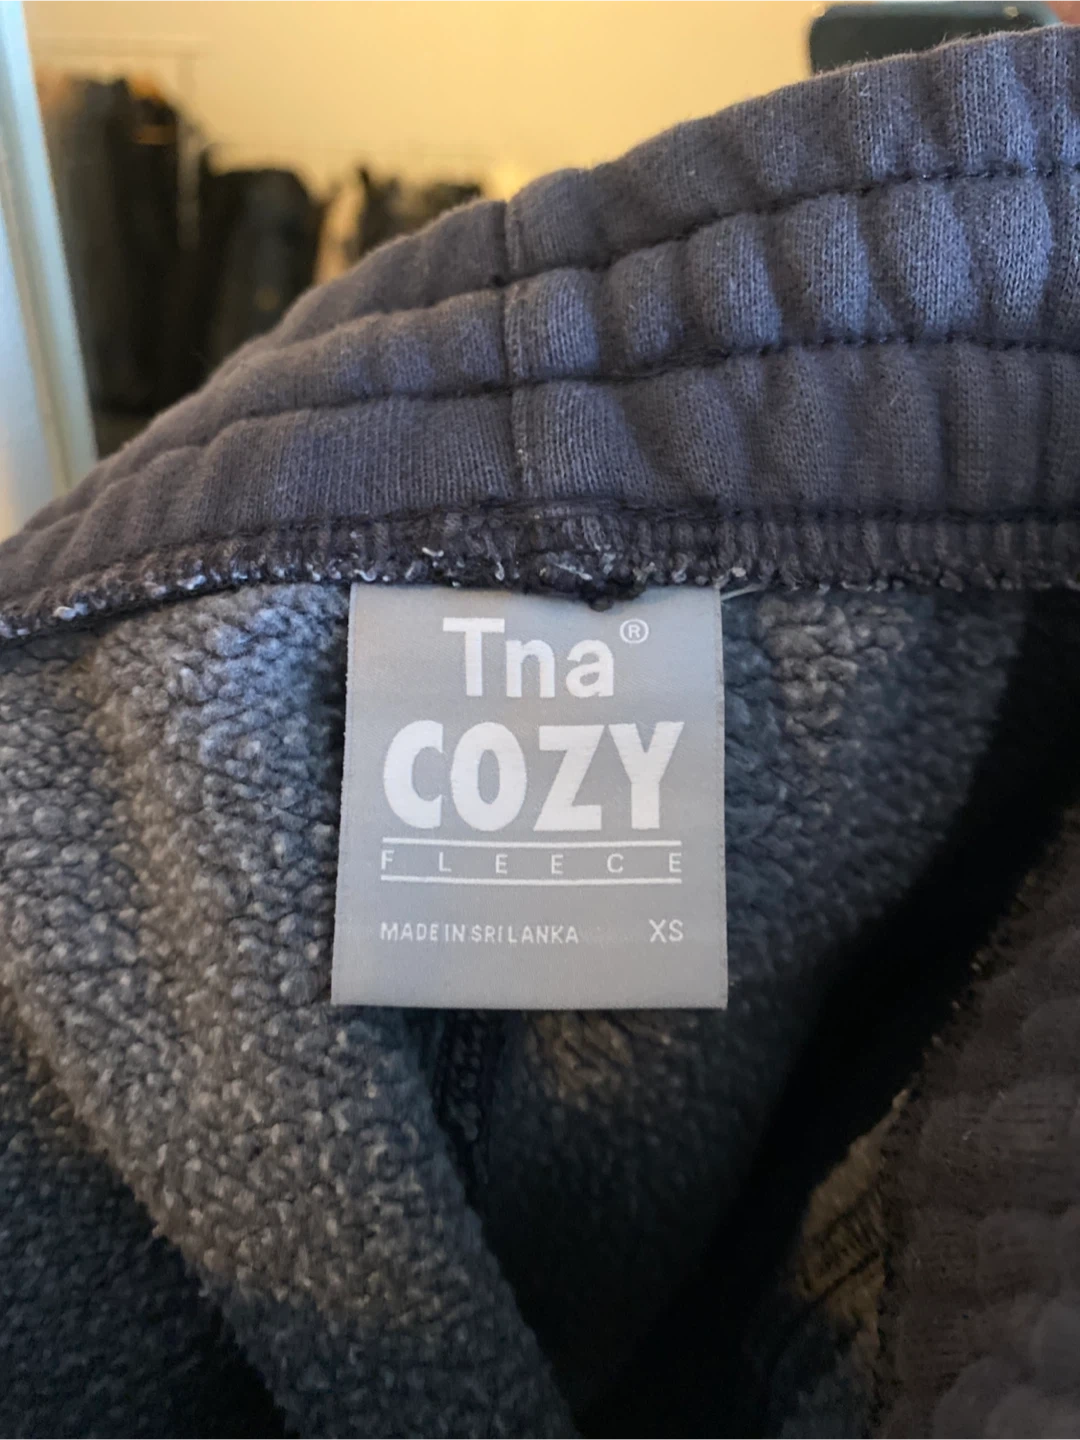 Tna®
COZY
FLEECE
MADE IN SRI LANKA XS